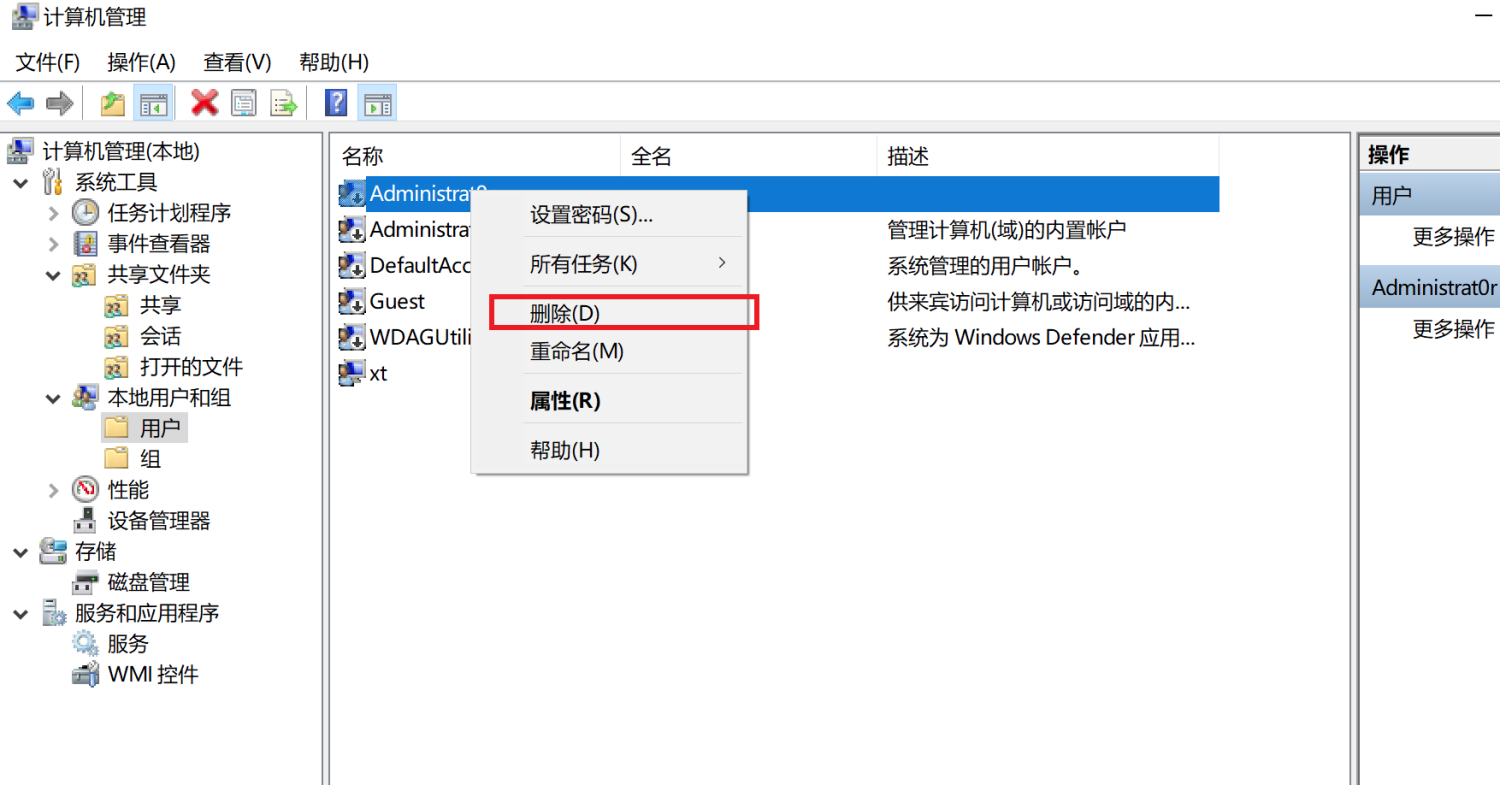 计算机管理
文件(F) 操作(A) 查看(V) 帮助(H)
计算机管理(本地)
系统工具
任务计划程序
事件查看器
共享文件夹
共享
会话
打开的文件
本地用户和组
用户
组
性能
设备管理器
存储
磁盘管理
服务和应用程序
服务
WMI 控件
名称 全名 描述
Administrat0
Administrat 管理计算机(域)的内置帐户
DefaultAcc 系统管理的用户帐户。
Guest 供来宾访问计算机或访问域的内...
WDAGUtili 系统为 Windows Defender 应用...
xt
设置密码(S)...
所有任务(K)
删除(D)
重命名(M)
属性(R)
帮助(H)
操作
用户
更多操作
Administrat0r
更多操作